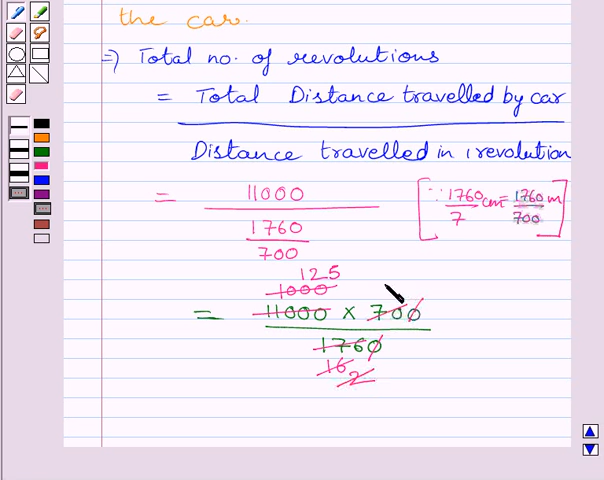 the car.
⇒ Total no. of revolutions
= Total Distance travelled by car
Distance travelled in 1 revolution
= 11000
1760
700
[∵ 1760/7 cm = 1760/700 m]
125
1000
= 11000 × 700
1760
16
2